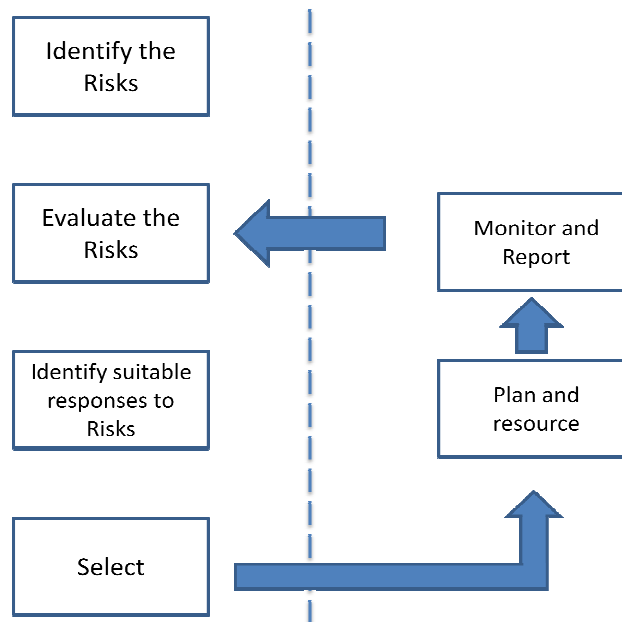 Identify the
Risks
Evaluate the
Risks
Identify suitable
responses to
Risks
Select
Monitor and
Report
Plan and
resource